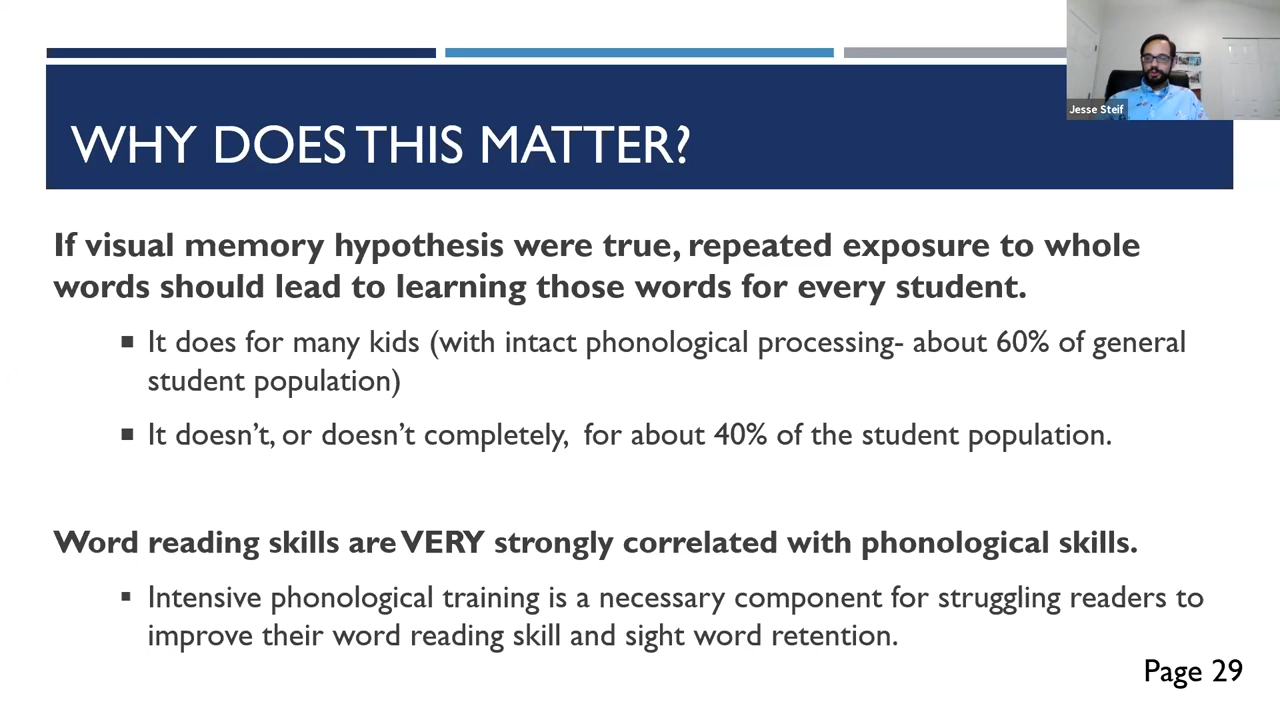 Jesse Steif
WHY DOES THIS MATTER?
If visual memory hypothesis were true, repeated exposure to whole
words should lead to learning those words for every student.
▪ It does for many kids (with intact phonological processing- about 60% of general
student population)
▪ It doesn't, or doesn't completely,  for about 40% of the student population.
Word reading skills are VERY strongly correlated with phonological skills.
▪ Intensive phonological training is a necessary component for struggling readers to
improve their word reading skill and sight word retention.
Page 29